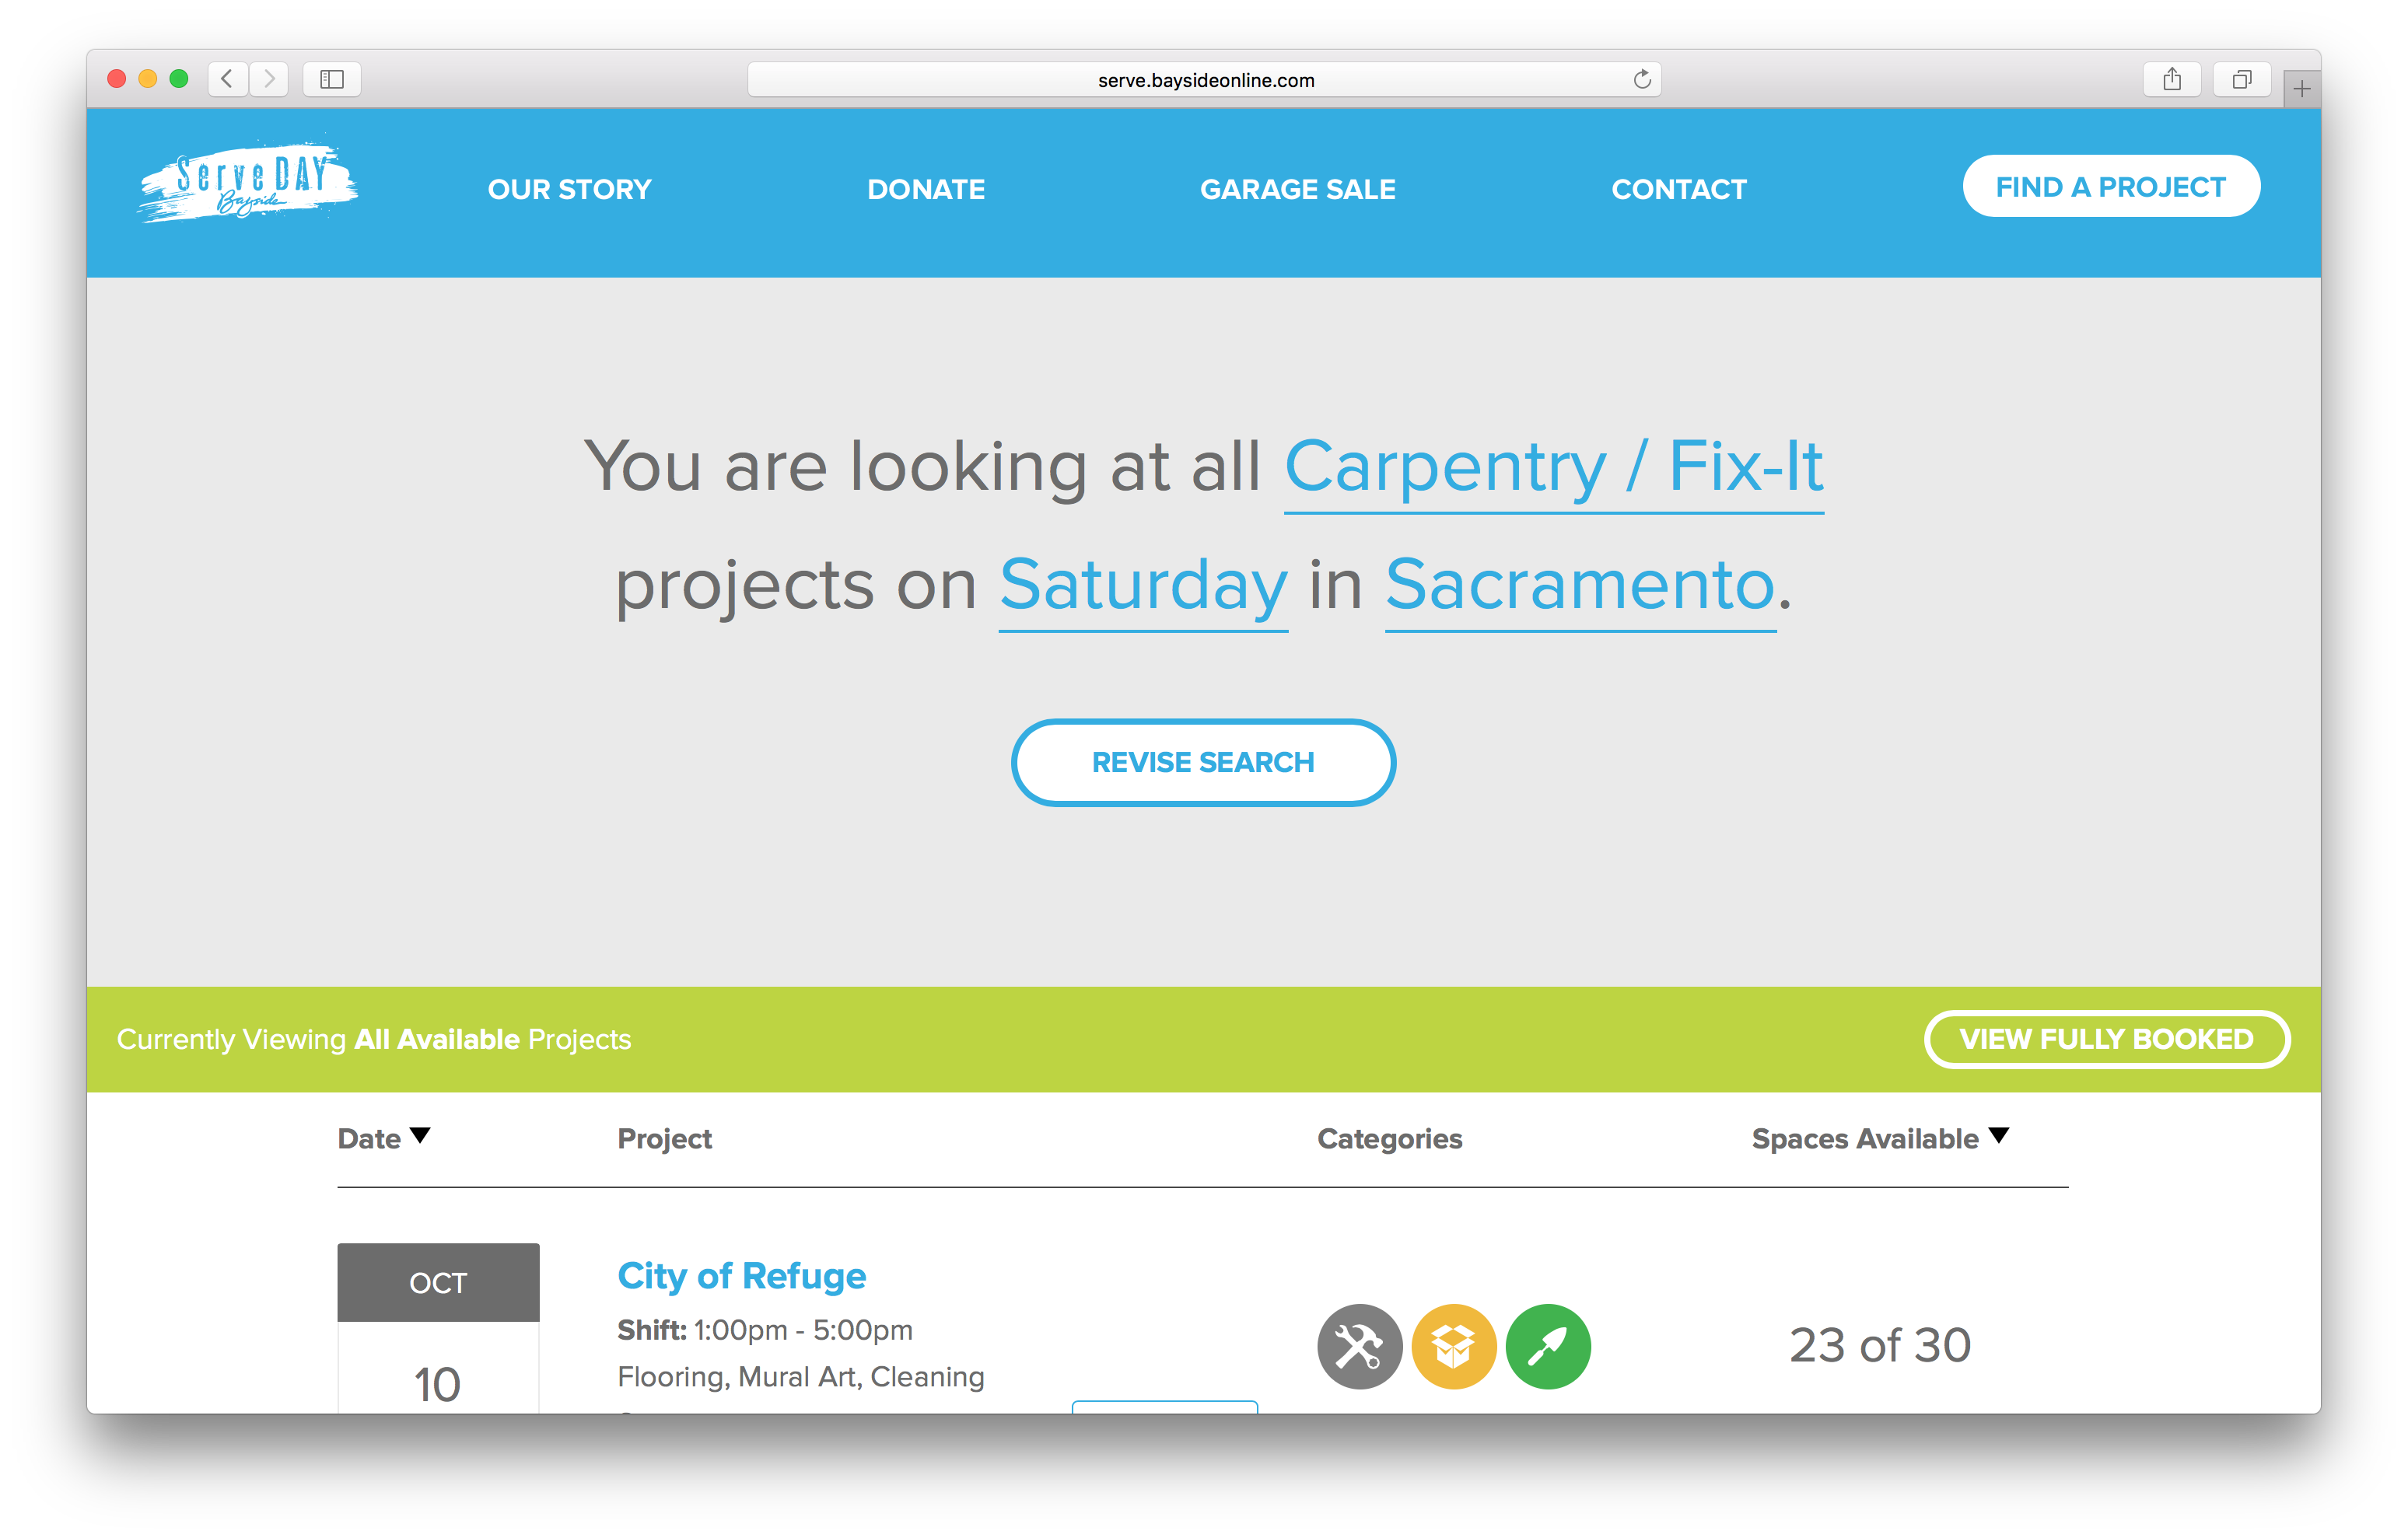 serve.baysideonline.com
Serve DAY
Bayside
OUR STORY
DONATE
GARAGE SALE
CONTACT
FIND A PROJECT
You are looking at all Carpentry / Fix-It
projects on Saturday in Sacramento.
REVISE SEARCH
Currently Viewing All Available Projects
VIEW FULLY BOOKED
Date
Project
Categories
Spaces Available
OCT
10
City of Refuge
Shift: 1:00pm - 5:00pm
Flooring, Mural Art, Cleaning
23 of 30